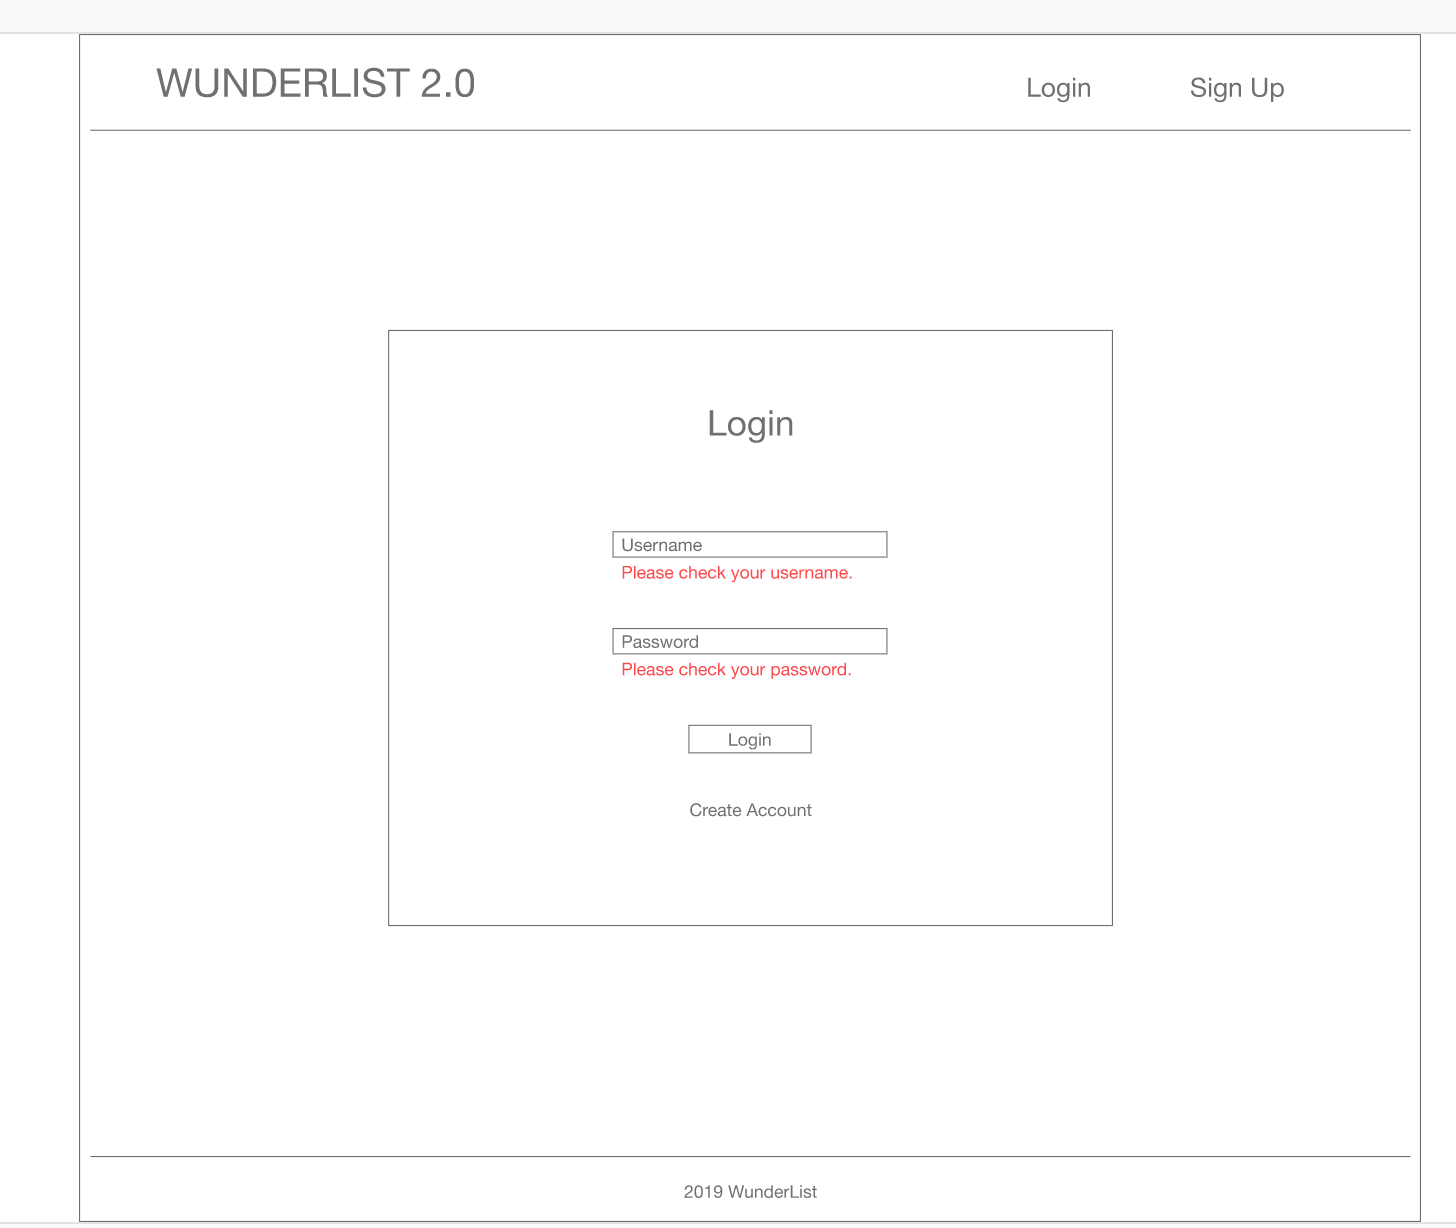 WUNDERLIST 2.0
Login Sign Up
Login
Username
Please check your username.
Password
Please check your password.
Login
Create Account
2019 WunderList